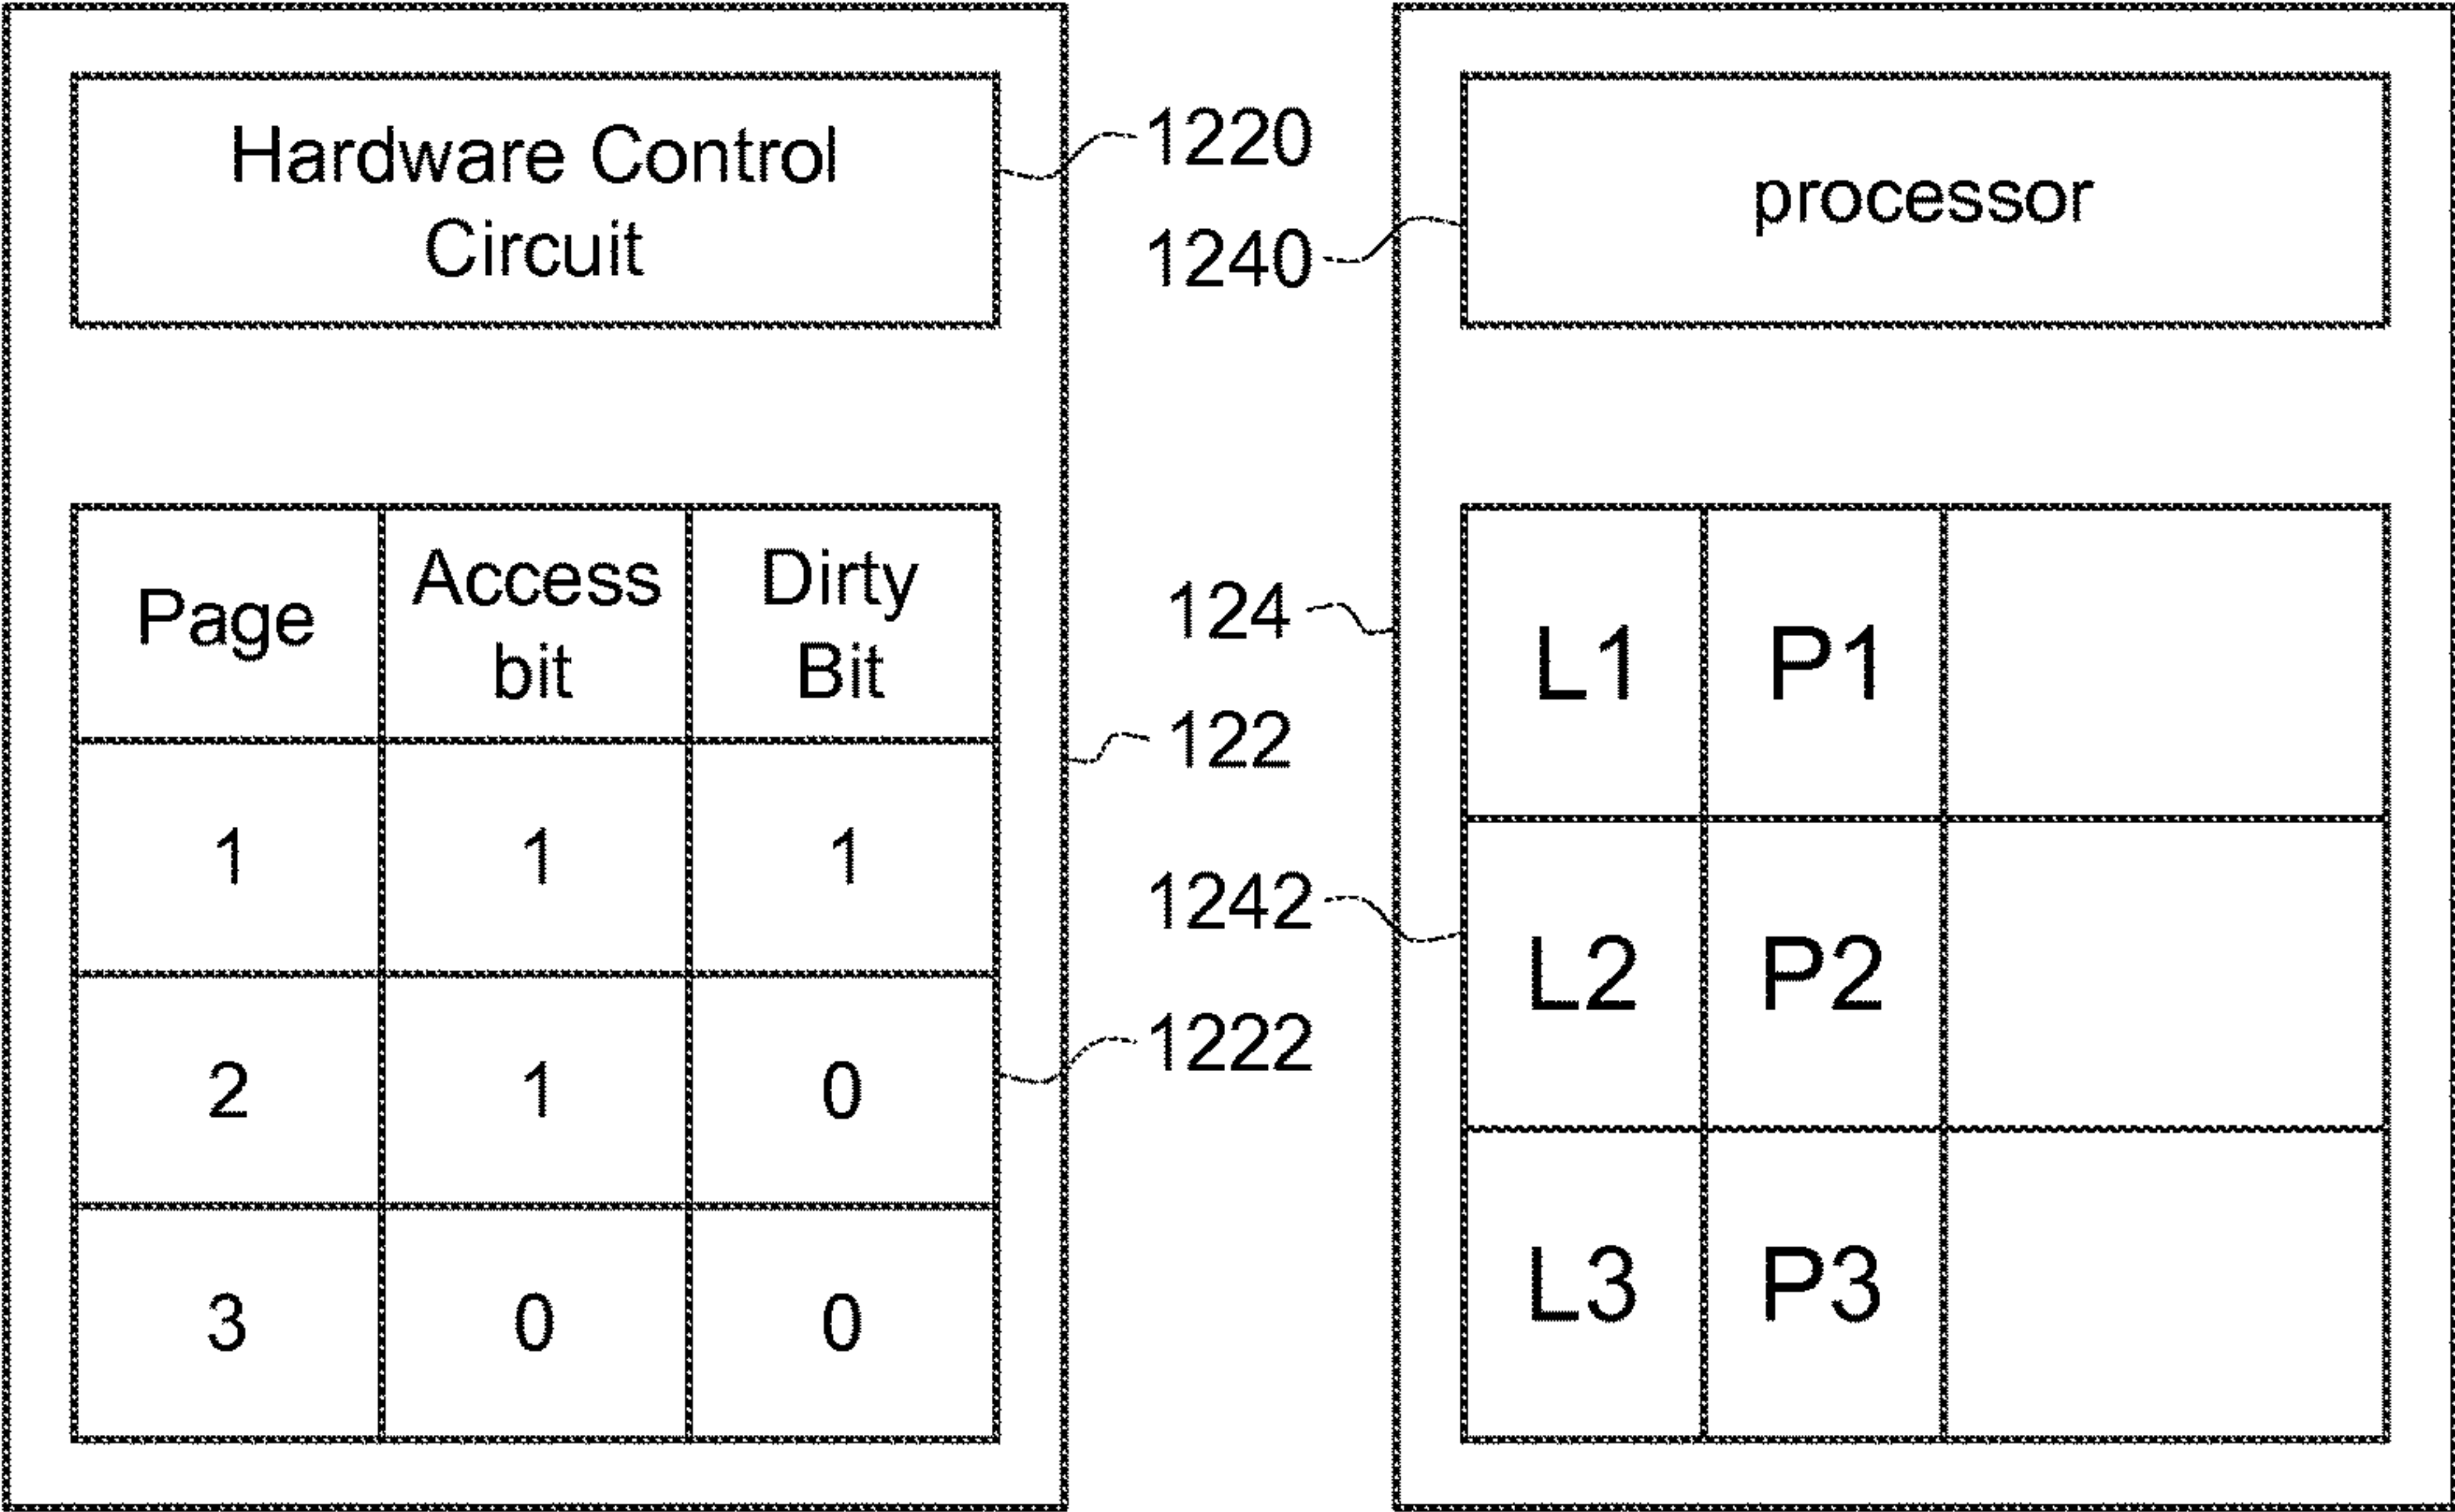 Hardware Control
Circuit
1220
1240
processor
Page
Access
bit
Dirty
Bit
1
1
1
2
1
0
3
0
0
124
122
1242
1222
L1
P1
L2
P2
L3
P3